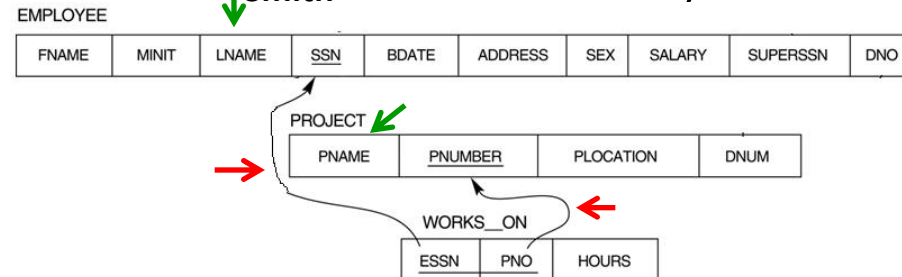 EMPLOYEE
FNAME MINIT LNAME SSN BDATE ADDRESS SEX SALARY SUPERSSN DNO
PROJECT
PNAME PNUMBER PLOCATION DNUM
WORKS__ON
ESSN PNO HOURS